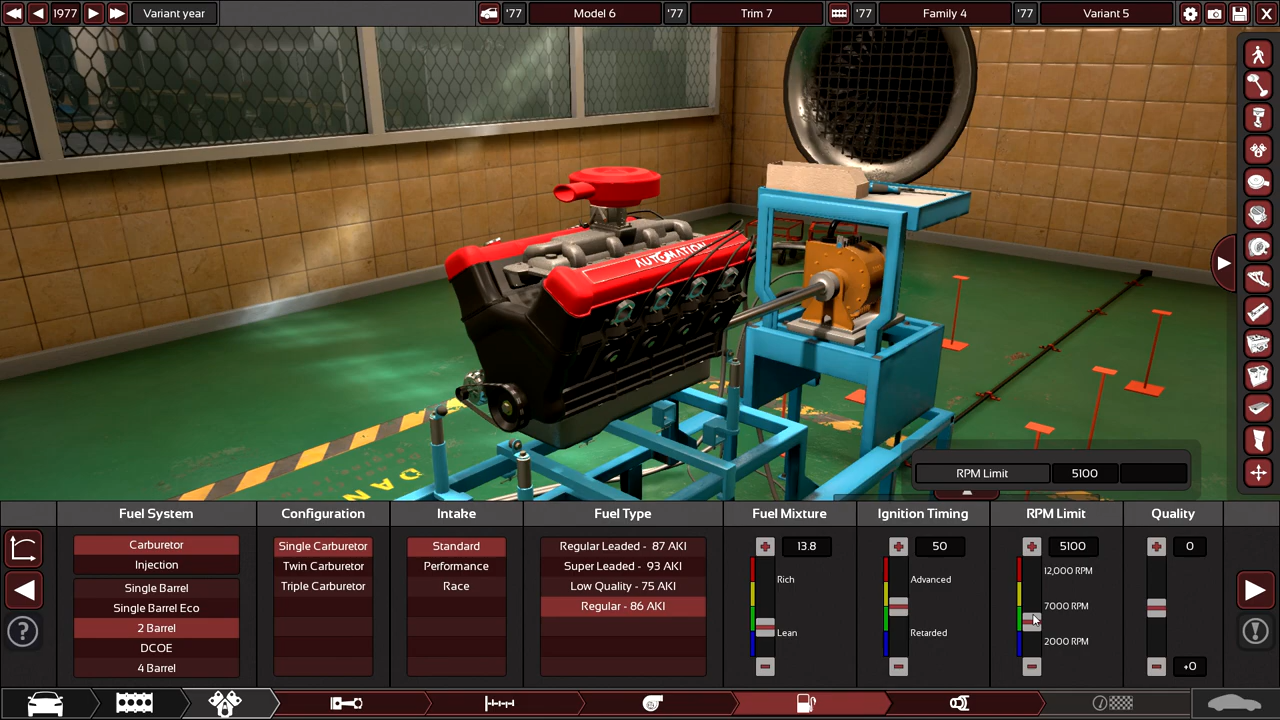 1977 Variant year '77 Model 6 '77 Trim 7 '77 Family 4 '77 Variant 5
AUTOMATION
RPM Limit 5100
Fuel System
Carburetor
Injection
Single Barrel
Single Barrel Eco
2 Barrel
DCOE
4 Barrel
Configuration
Single Carburetor
Twin Carburetor
Triple Carburetor
Intake
Standard
Performance
Race
Fuel Type
Regular Leaded - 87 AKI
Super Leaded - 93 AKI
Low Quality - 75 AKI
Regular - 86 AKI
Fuel Mixture
13.8
Rich
Lean
Ignition Timing
50
Advanced
Retarded
RPM Limit
5100
12,000 RPM
7000 RPM
2000 RPM
Quality
0
+0